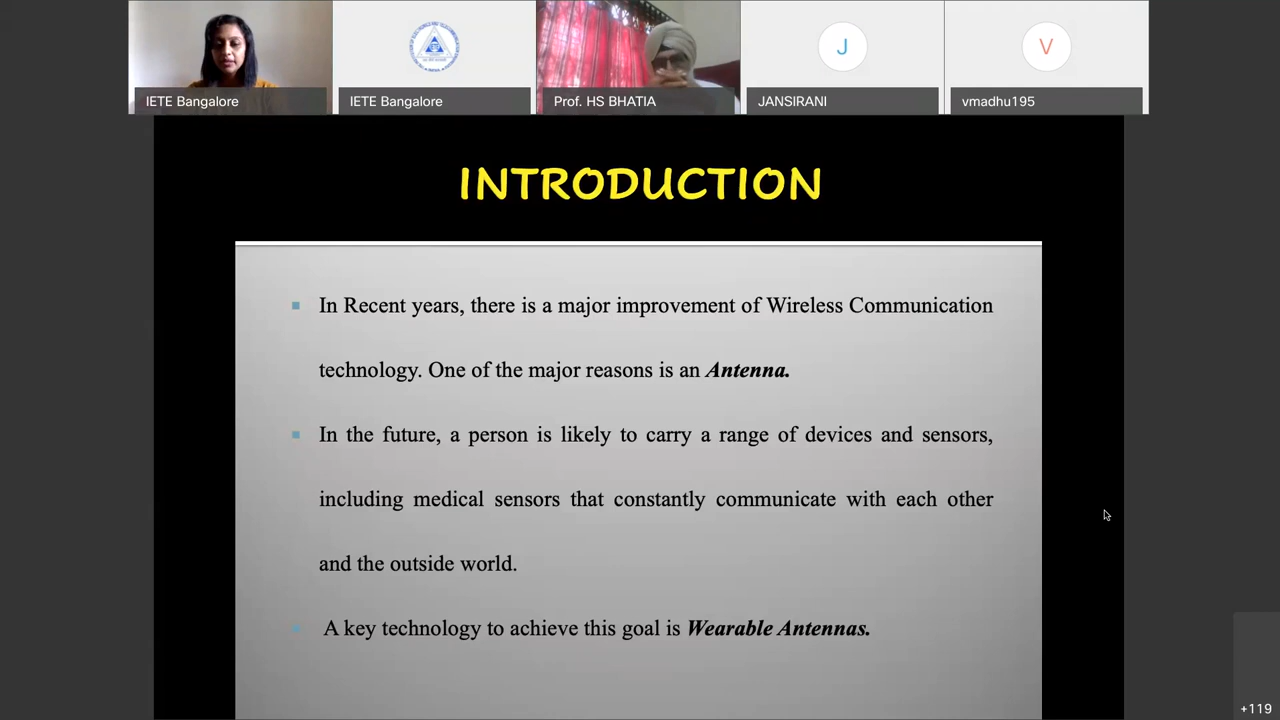 IETE Bangalore
IETE Bangalore
Prof. HS BHATIA
J
JANSIRANI
V
vmadhu195
INTRODUCTION
In Recent years, there is a major improvement of Wireless Communication
technology. One of the major reasons is an Antenna.
In the future, a person is likely to carry a range of devices and sensors,
including medical sensors that constantly communicate with each other
and the outside world.
A key technology to achieve this goal is Wearable Antennas.
+119